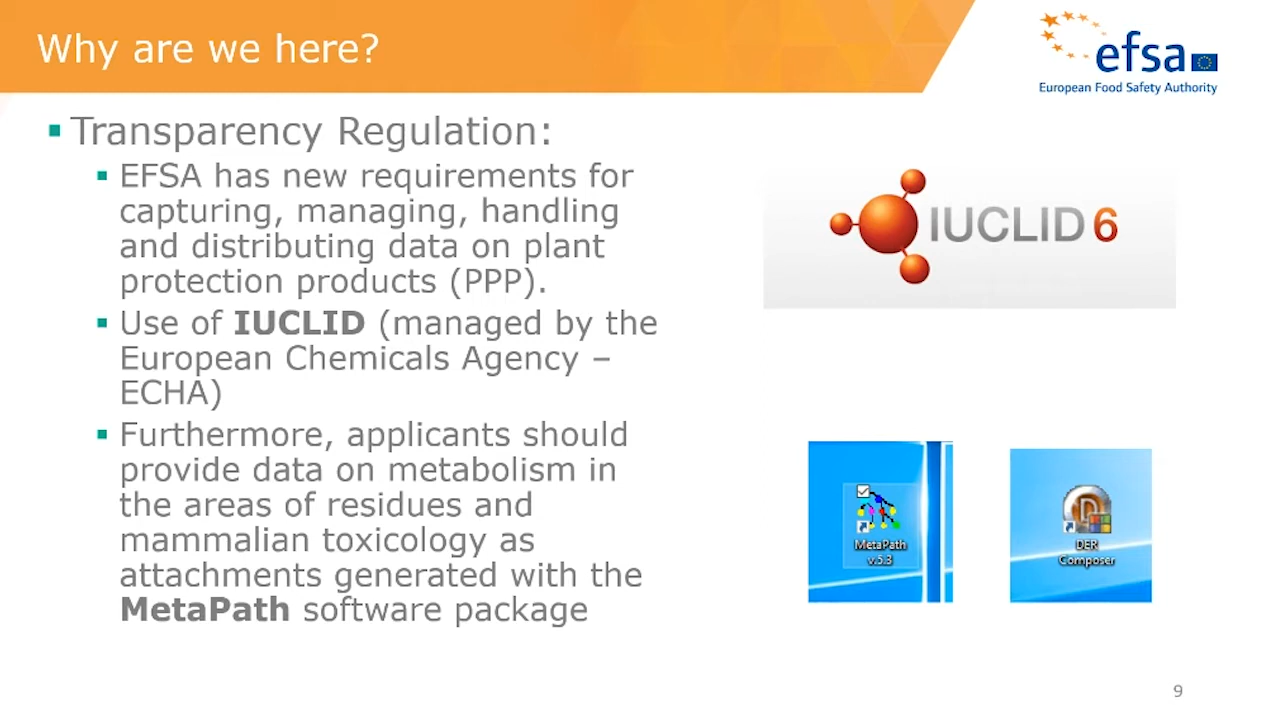 Why are we here?
efsa
European Food Safety Authority
Transparency Regulation:
EFSA has new requirements for
capturing, managing, handling
and distributing data on plant
protection products (PPP).
Use of IUCLID (managed by the
European Chemicals Agency –
ECHA)
Furthermore, applicants should
provide data on metabolism in
the areas of residues and
mammalian toxicology as
attachments generated with the
MetaPath software package
IUCLID 6
MetaPath
v.5.3
DER
Composer
9